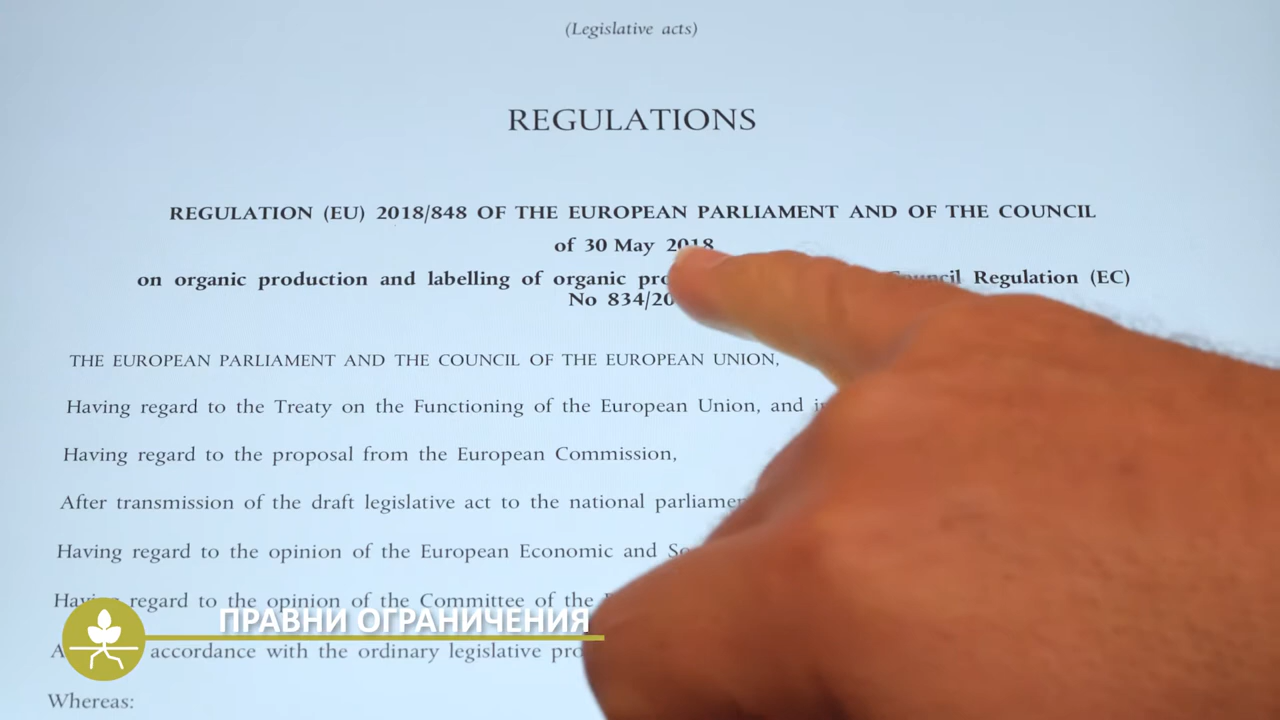 (Legislative acts)
REGULATIONS
REGULATION (EU) 2018/848 OF THE EUROPEAN PARLIAMENT AND OF THE COUNCIL
of 30 May 2018
on organic production and labelling of organic Council Regulation (EC)
No
THE EUROPEAN PARLIAMENT AND THE COUNCIL OF THE EUROPEAN UNION,
Having regard to the Treaty on the Functioning of the European Union, and
Having regard to the proposal from the European Commission,
After transmission of the draft legislative act to the national
Having regard to the opinion of the European Economic and
Having regard to the opinion of the Committee of the
ПРАВНИ ОГРАНИЧЕНИЯ
accordance with the ordinary legislative
Whereas: